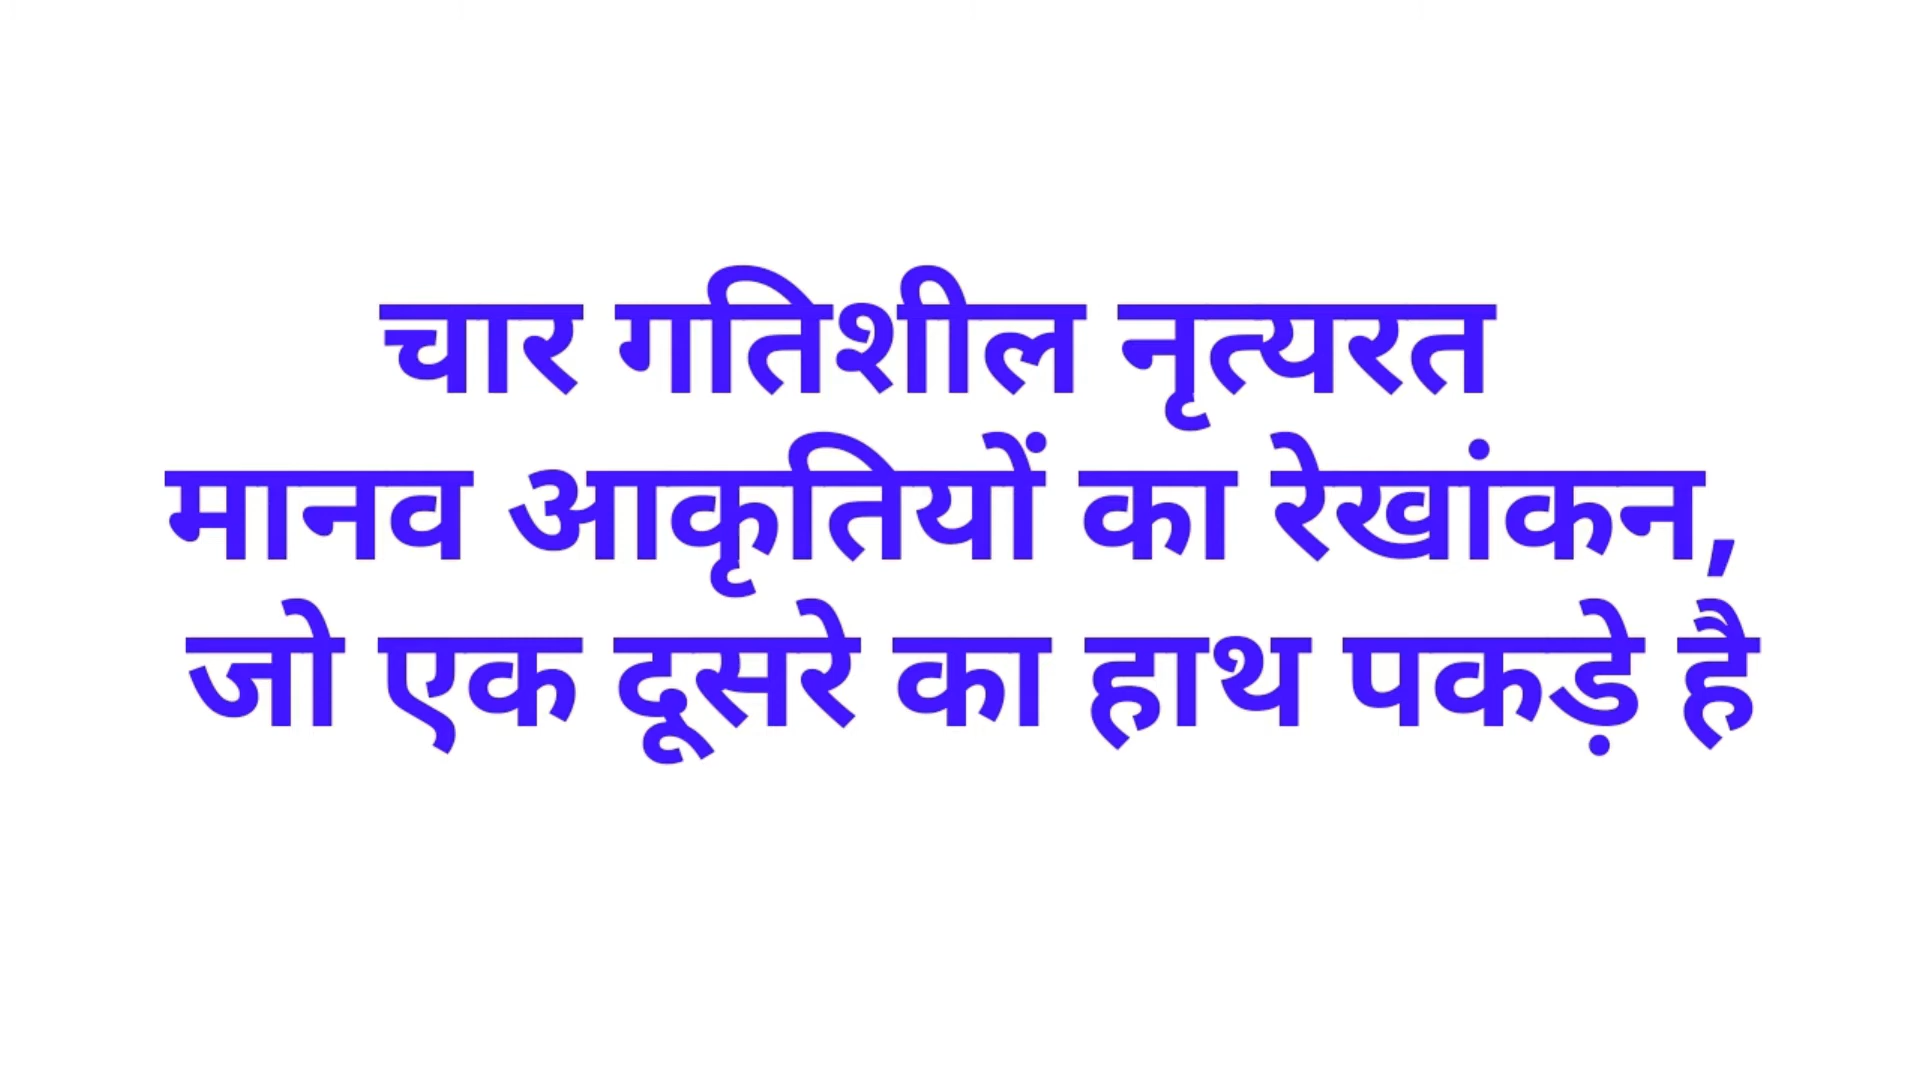 चार गतिशील नृत्यरत
मानव आकृतियों का रेखांकन,
जो एक दूसरे का हाथ पकड़े है